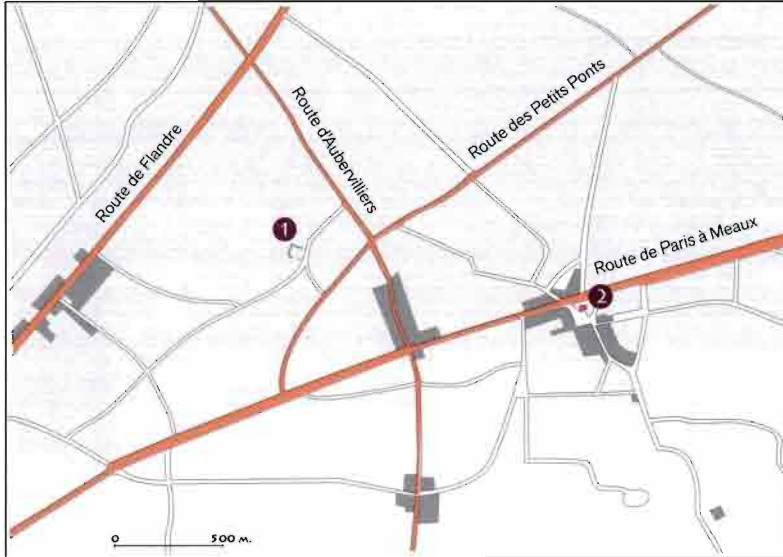 Route de Flandre
Route d'Aubervilliers
Route des Petits Ponts
1
Route de Paris à Meaux
2
0 500 M.